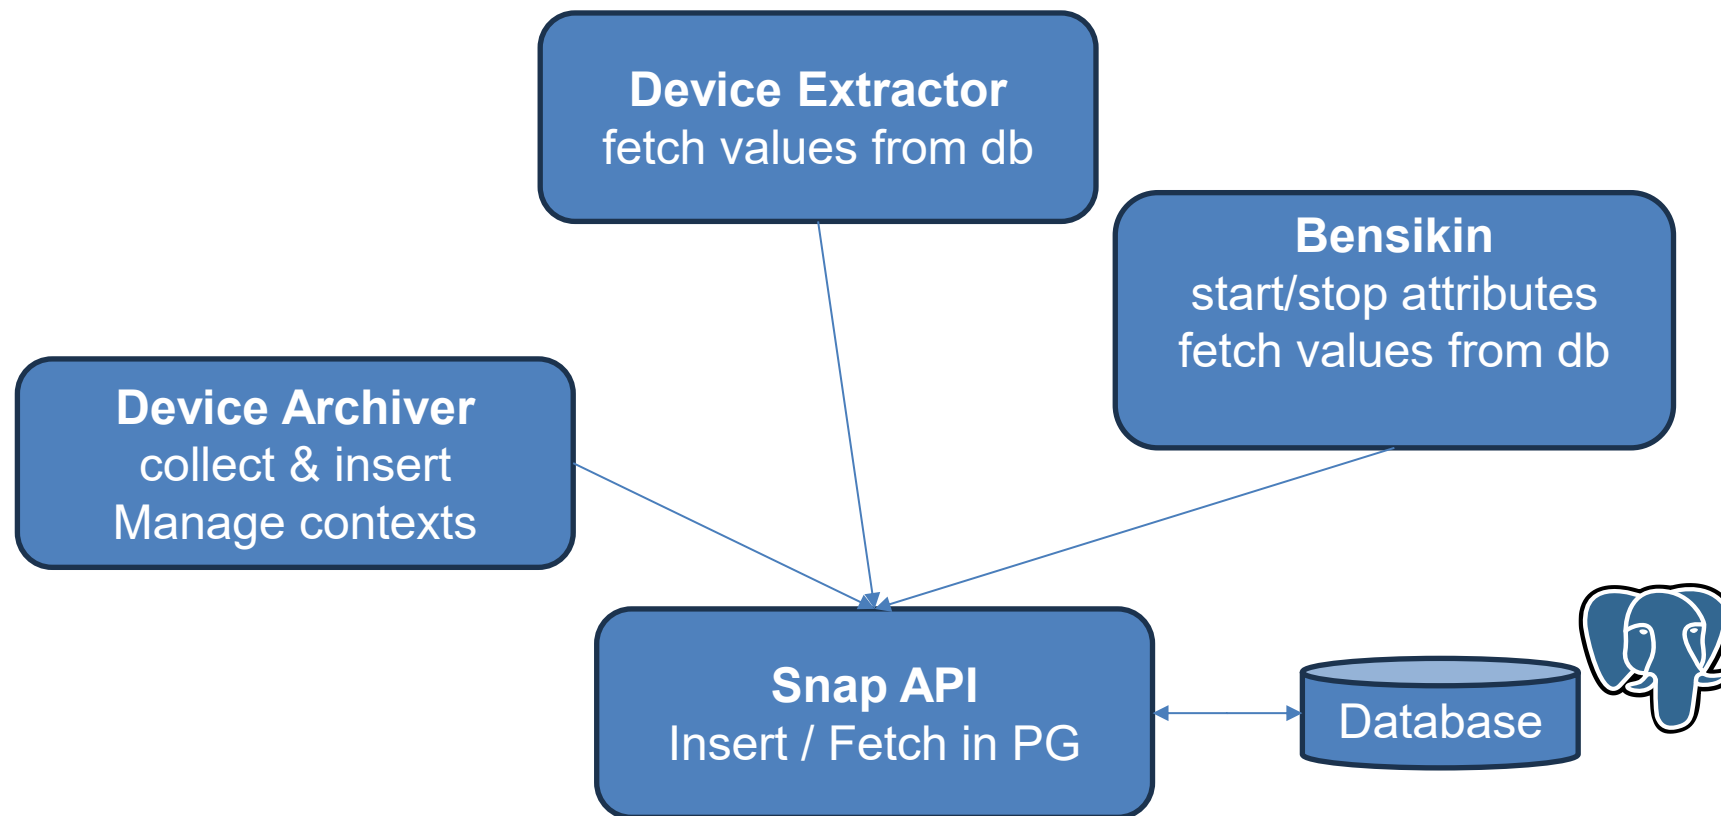 Device Extractor
fetch values from db
Bensikin
start/stop attributes
fetch values from db
Device Archiver
collect & insert
Manage contexts
Snap API
Insert / Fetch in PG
Database